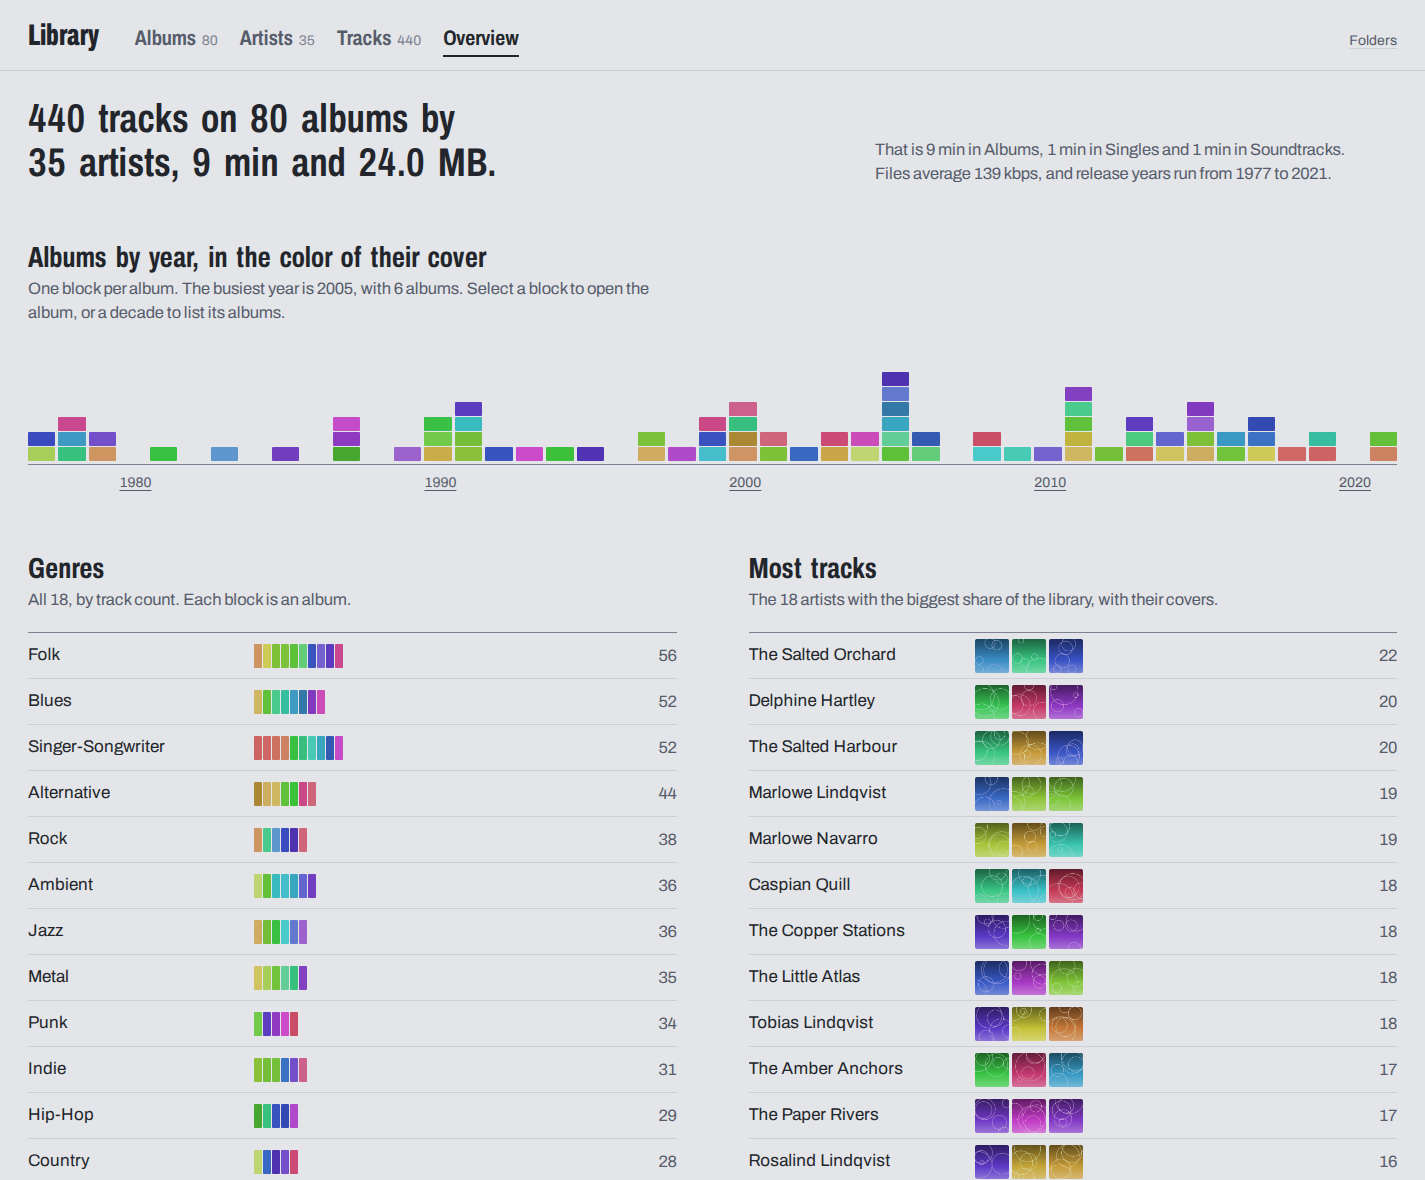 Library
Albums 80
Artists 35
Tracks 440
Overview
Folders
440 tracks on 80 albums by
35 artists, 9 min and 24.0 MB.
That is 9 min in Albums, 1 min in Singles and 1 min in Soundtracks.
Files average 139 kbps, and release years run from 1977 to 2021.
Albums by year, in the color of their cover
One block per album. The busiest year is 2005, with 6 albums. Select a block to open the
album, or a decade to list its albums.
1980
1990
2000
2010
2020
Genres
All 18, by track count. Each block is an album.
Folk 56
Blues 52
Singer-Songwriter 52
Alternative 44
Rock 38
Ambient 36
Jazz 36
Metal 35
Punk 34
Indie 31
Hip-Hop 29
Country 28
Most tracks
The 18 artists with the biggest share of the library, with their covers.
The Salted Orchard 22
Delphine Hartley 20
The Salted Harbour 20
Marlowe Lindqvist 19
Marlowe Navarro 19
Caspian Quill 18
The Copper Stations 18
The Little Atlas 18
Tobias Lindqvist 18
The Amber Anchors 17
The Paper Rivers 17
Rosalind Lindqvist 16